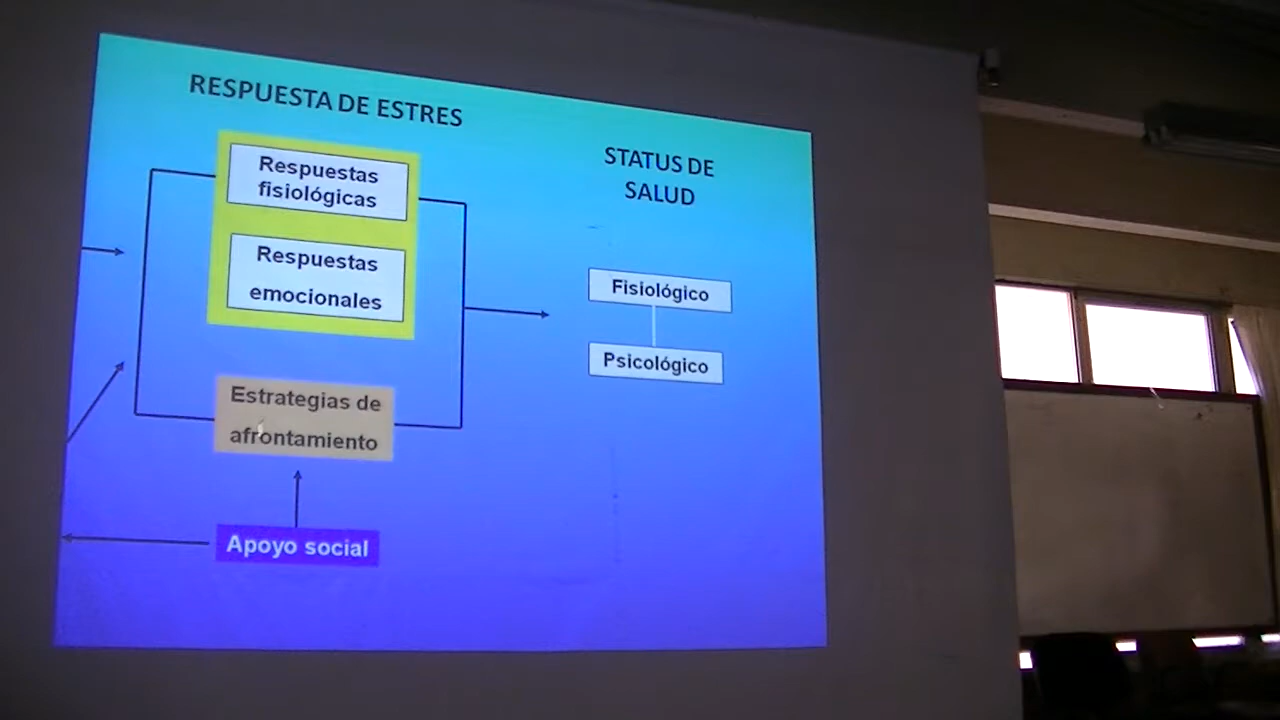 RESPUESTA DE ESTRES
Respuestas
fisiológicas
Respuestas
emocionales
Estrategias de
afrontamiento
Apoyo social
STATUS DE
SALUD
Fisiológico
Psicológico